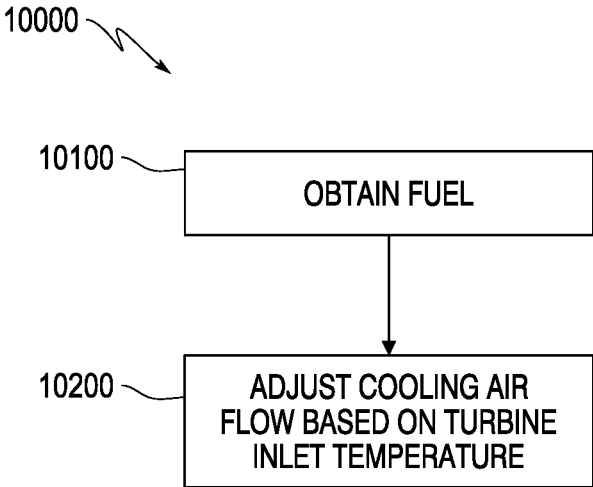 10000
10100
OBTAIN FUEL
10200
ADJUST COOLING AIR
FLOW BASED ON TURBINE
INLET TEMPERATURE